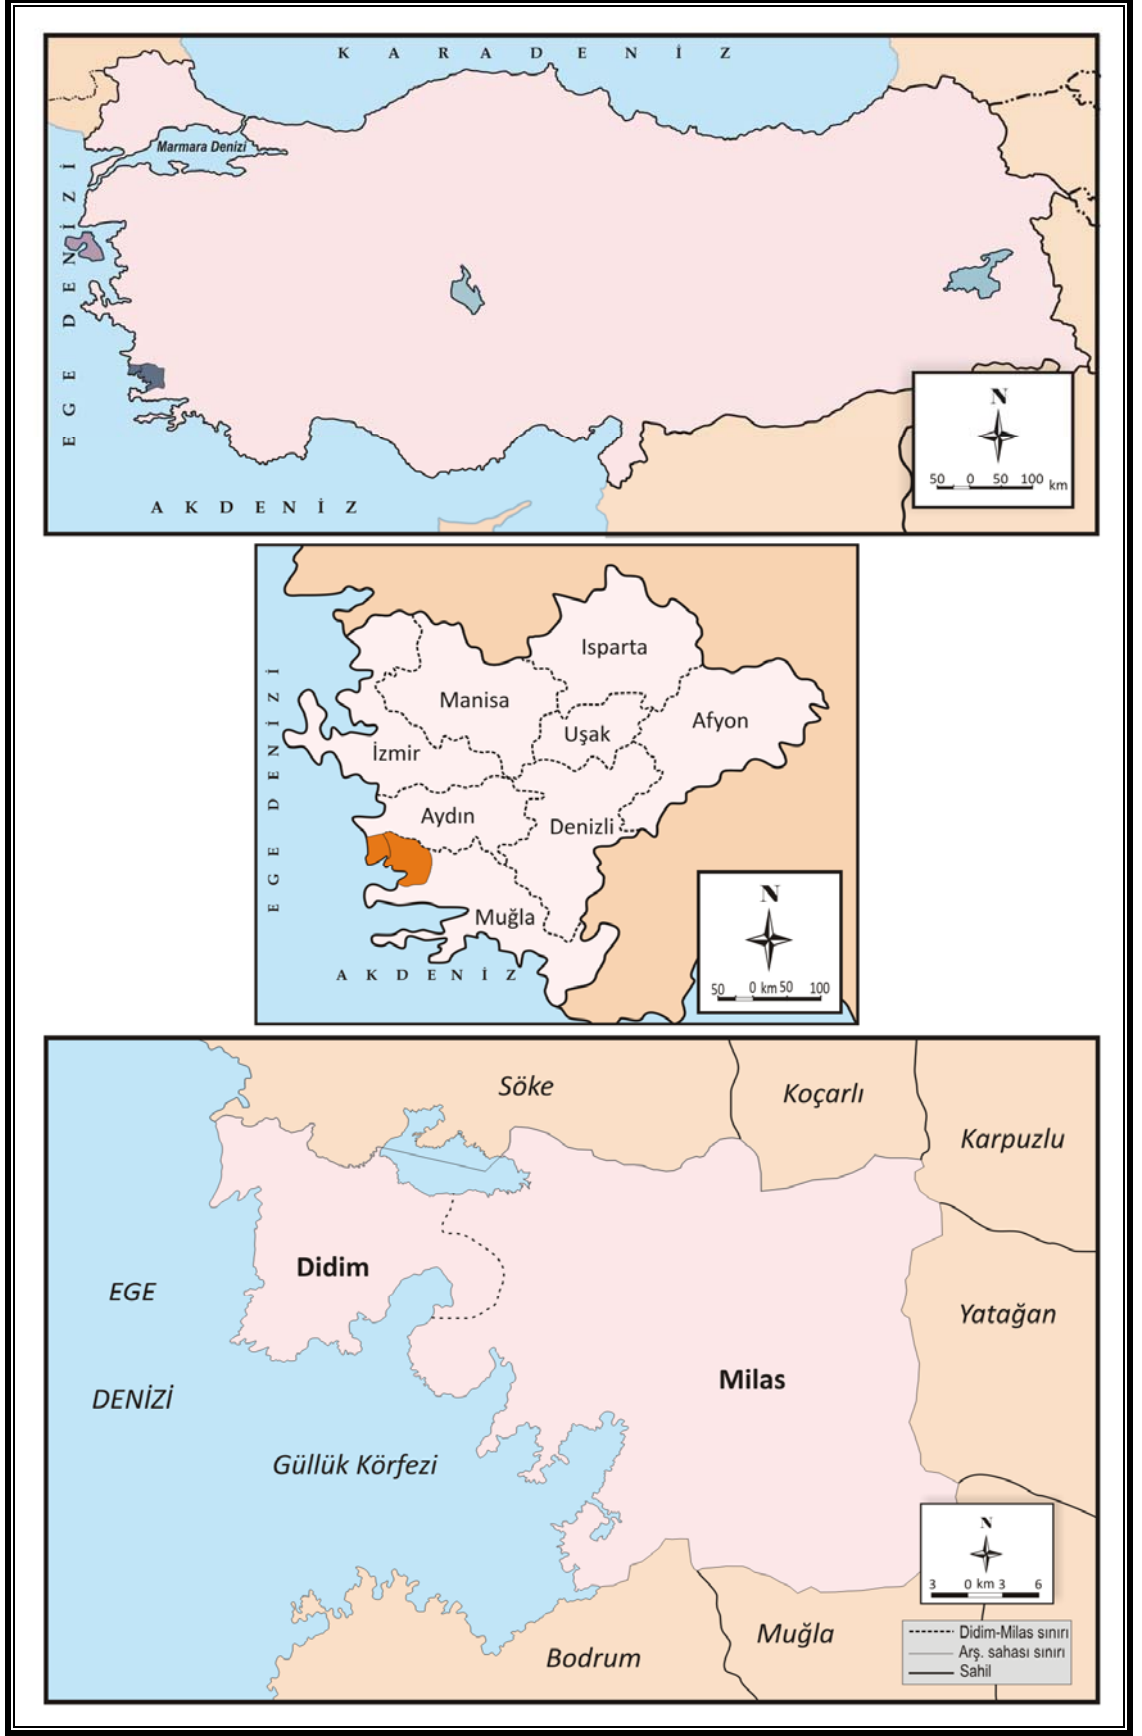 K A R A D E N İ Z
Marmara Denizi
E G E D E N İ Z İ
A K D E N İ Z
N
50 0 50 100 km
Isparta
Manisa
Afyon
Uşak
İzmir
Aydın
Denizli
Muğla
E G E D E N İ Z İ
A K D E N İ Z
N
50 0 km 50 100
Söke
Koçarlı
Karpuzlu
Didim
EGE
Yatağan
Milas
DENİZİ
Güllük Körfezi
N
3 0 km 3 6
Muğla
Bodrum
Didim-Milas sınırı
Arş. sahası sınırı
Sahil